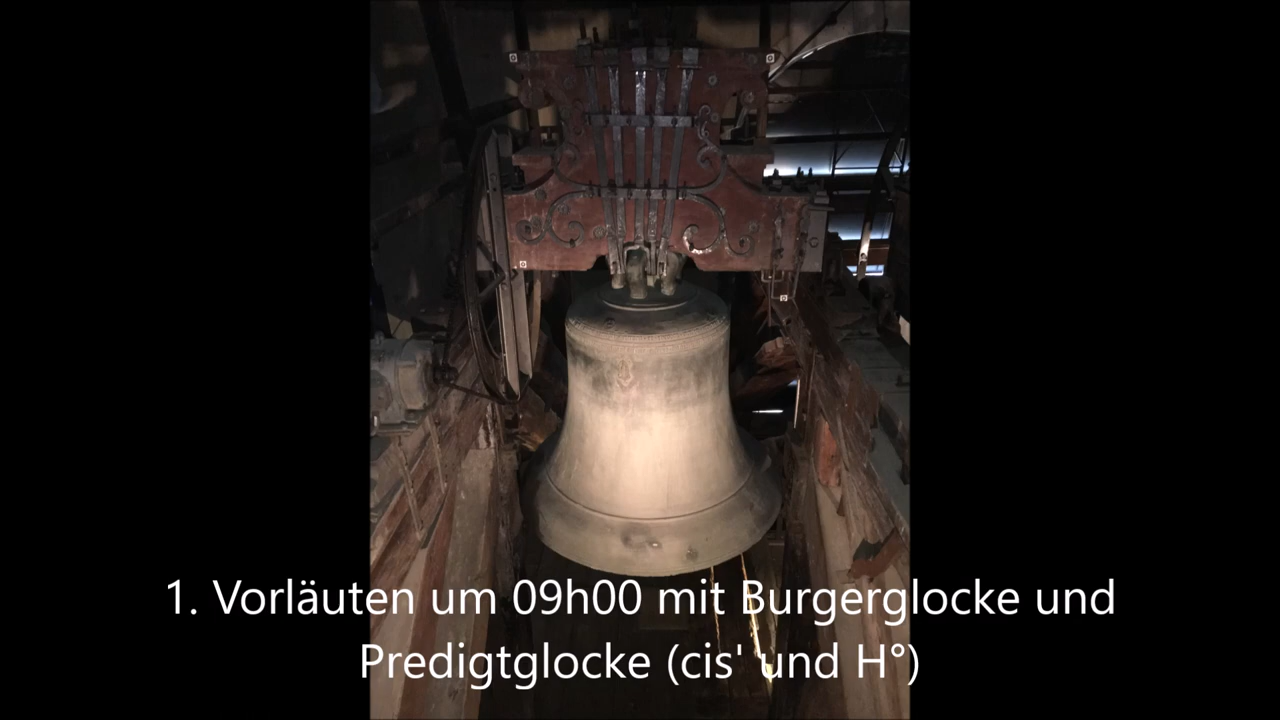 1. Vorläuten um 09h00 mit Burgerglocke und
Predigtglocke (cis' und H°)